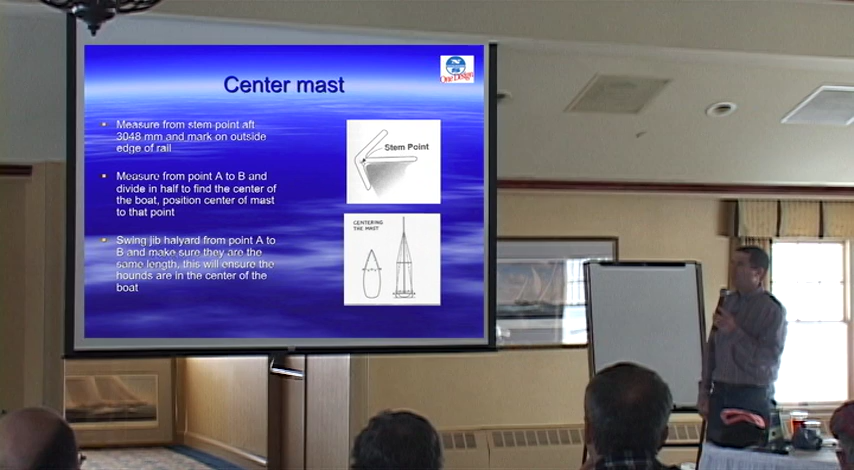 Center mast
One Design
Measure from stem point aft
3048 mm and mark on outside
edge of rail
Stem Point
Measure from point A to B and
divide in half to find the center of
the boat, position center of mast
to that point
CENTERING
THE MAST
Swing jib halyard from point A to
B and make sure they are the
same length, this will ensure the
hounds are in the center of the
boat